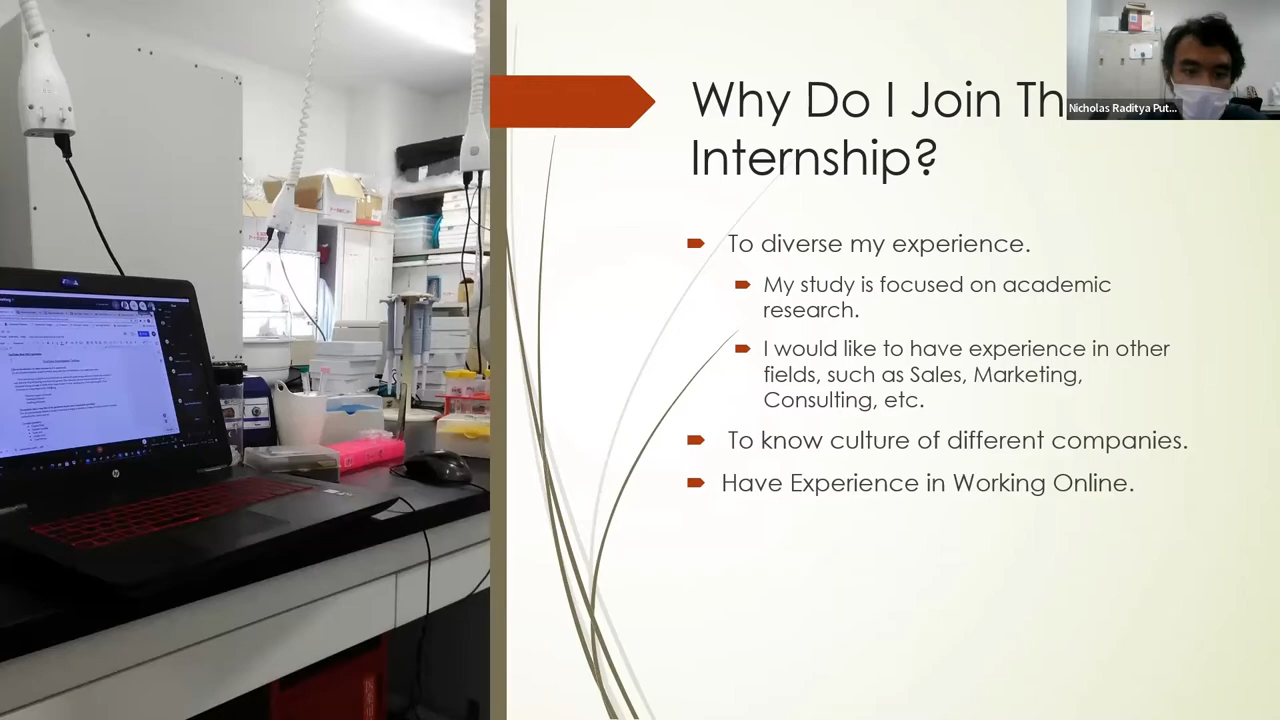 Why Do I Join Th
Internship?
Nicholas Raditya Put...
To diverse my experience.
My study is focused on academic
research.
I would like to have experience in other
fields, such as Sales, Marketing,
Consulting, etc.
To know culture of different companies.
Have Experience in Working Online.
hp